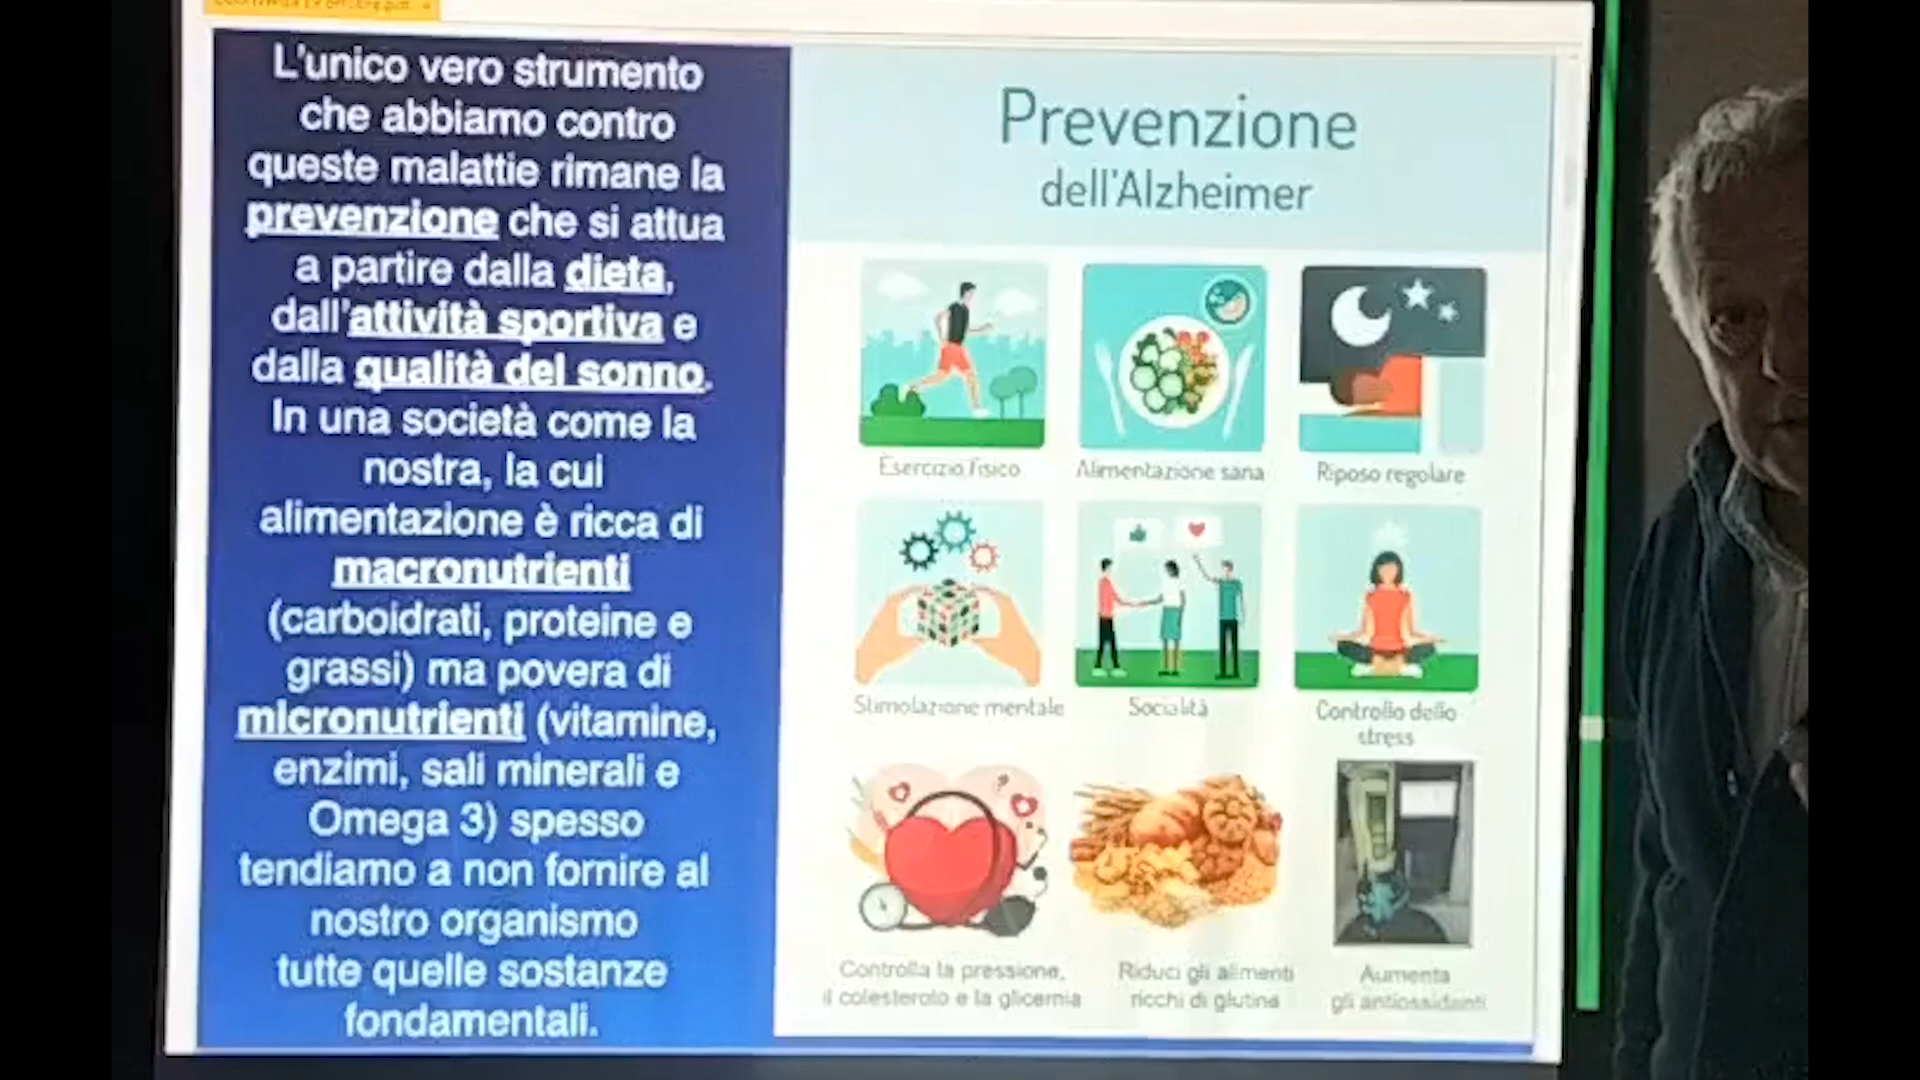 L'unico vero strumento
che abbiamo contro
queste malattie rimane la
prevenzione che si attua
a partire dalla dieta,
dall'attività sportiva e
dalla qualità del sonno.
In una società come la
nostra, la cui
alimentazione è ricca di
macronutrienti
(carboidrati, proteine e
grassi) ma povera di
micronutrienti (vitamine,
enzimi, sali minerali e
Omega 3) spesso
tendiamo a non fornire al
nostro organismo
tutte quelle sostanze
fondamentali.
Prevenzione
dell'Alzheimer
Esercizio fisico
Alimentazione sana
Riposo regolare
Stimolazione mentale
Socialità
Controllo dello
stress
Controlla la pressione,
il colesterolo e la glicemia
Riduci gli alimenti
ricchi di glutine
Aumenta
gli antiossidanti